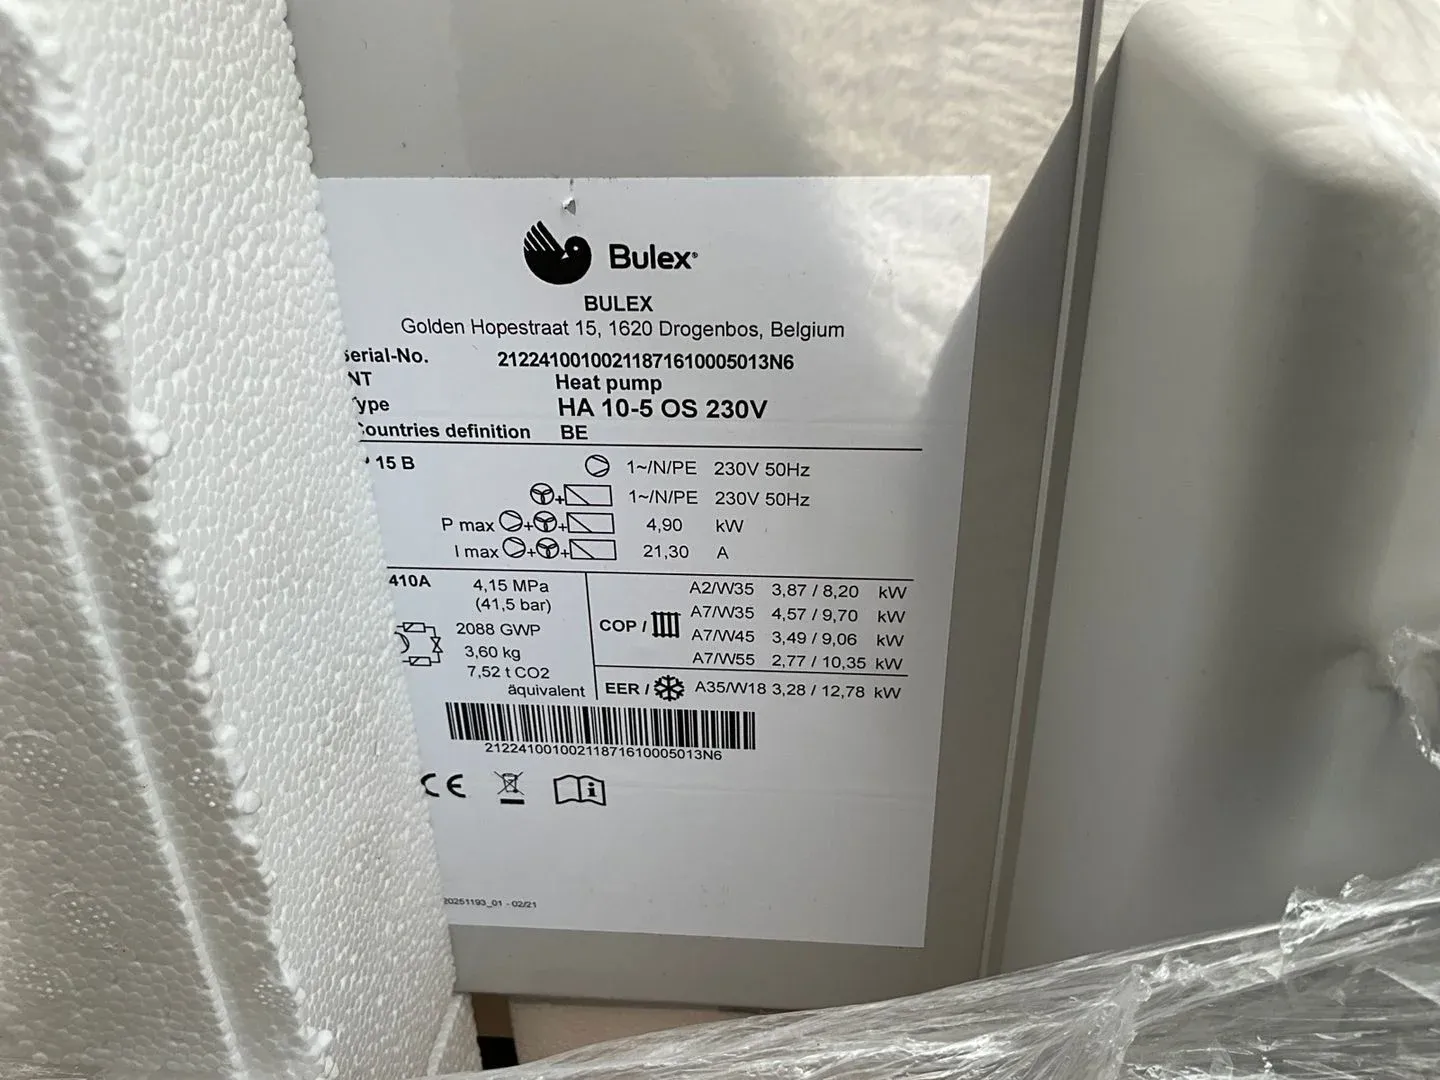 Bulex
BULEX
Golden Hopestraat 15, 1620 Drogenbos, Belgium
Serial-No. 21224100100211871610005013N6
NT Heat pump
Type HA 10-5 OS 230V
Countries definition BE
15 B 1~/N/PE 230V 50Hz
+ 1~/N/PE 230V 50Hz
P max + + 4,90 kW
I max + + 21,30 A
410A 4,15 MPa
(41,5 bar)
2088 GWP
3,60 kg
7,52 t CO2
äquivalent
COP /
A2/W35 3,87 / 8,20 kW
A7/W35 4,57 / 9,70 kW
A7/W45 3,49 / 9,06 kW
A7/W55 2,77 / 10,35 kW
EER / A35/W18 3,28 / 12,78 kW
21224100100211871610005013N6
CE
i
20251193_01 - 02/21